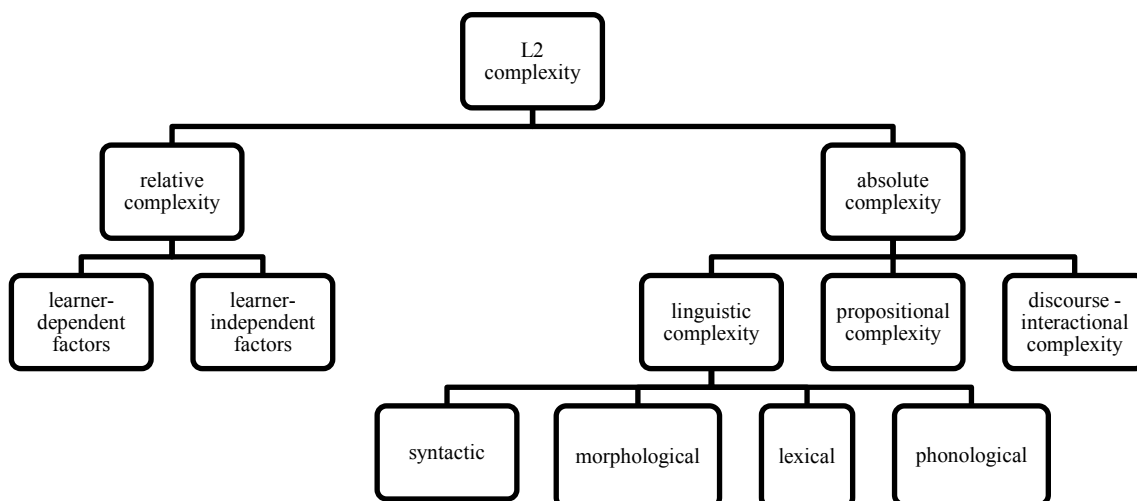 L2
complexity
relative
complexity
absolute
complexity
learner-
dependent
factors
learner-
independent
factors
linguistic
complexity
propositional
complexity
discourse -
interactional
complexity
syntactic
morphological
lexical
phonological